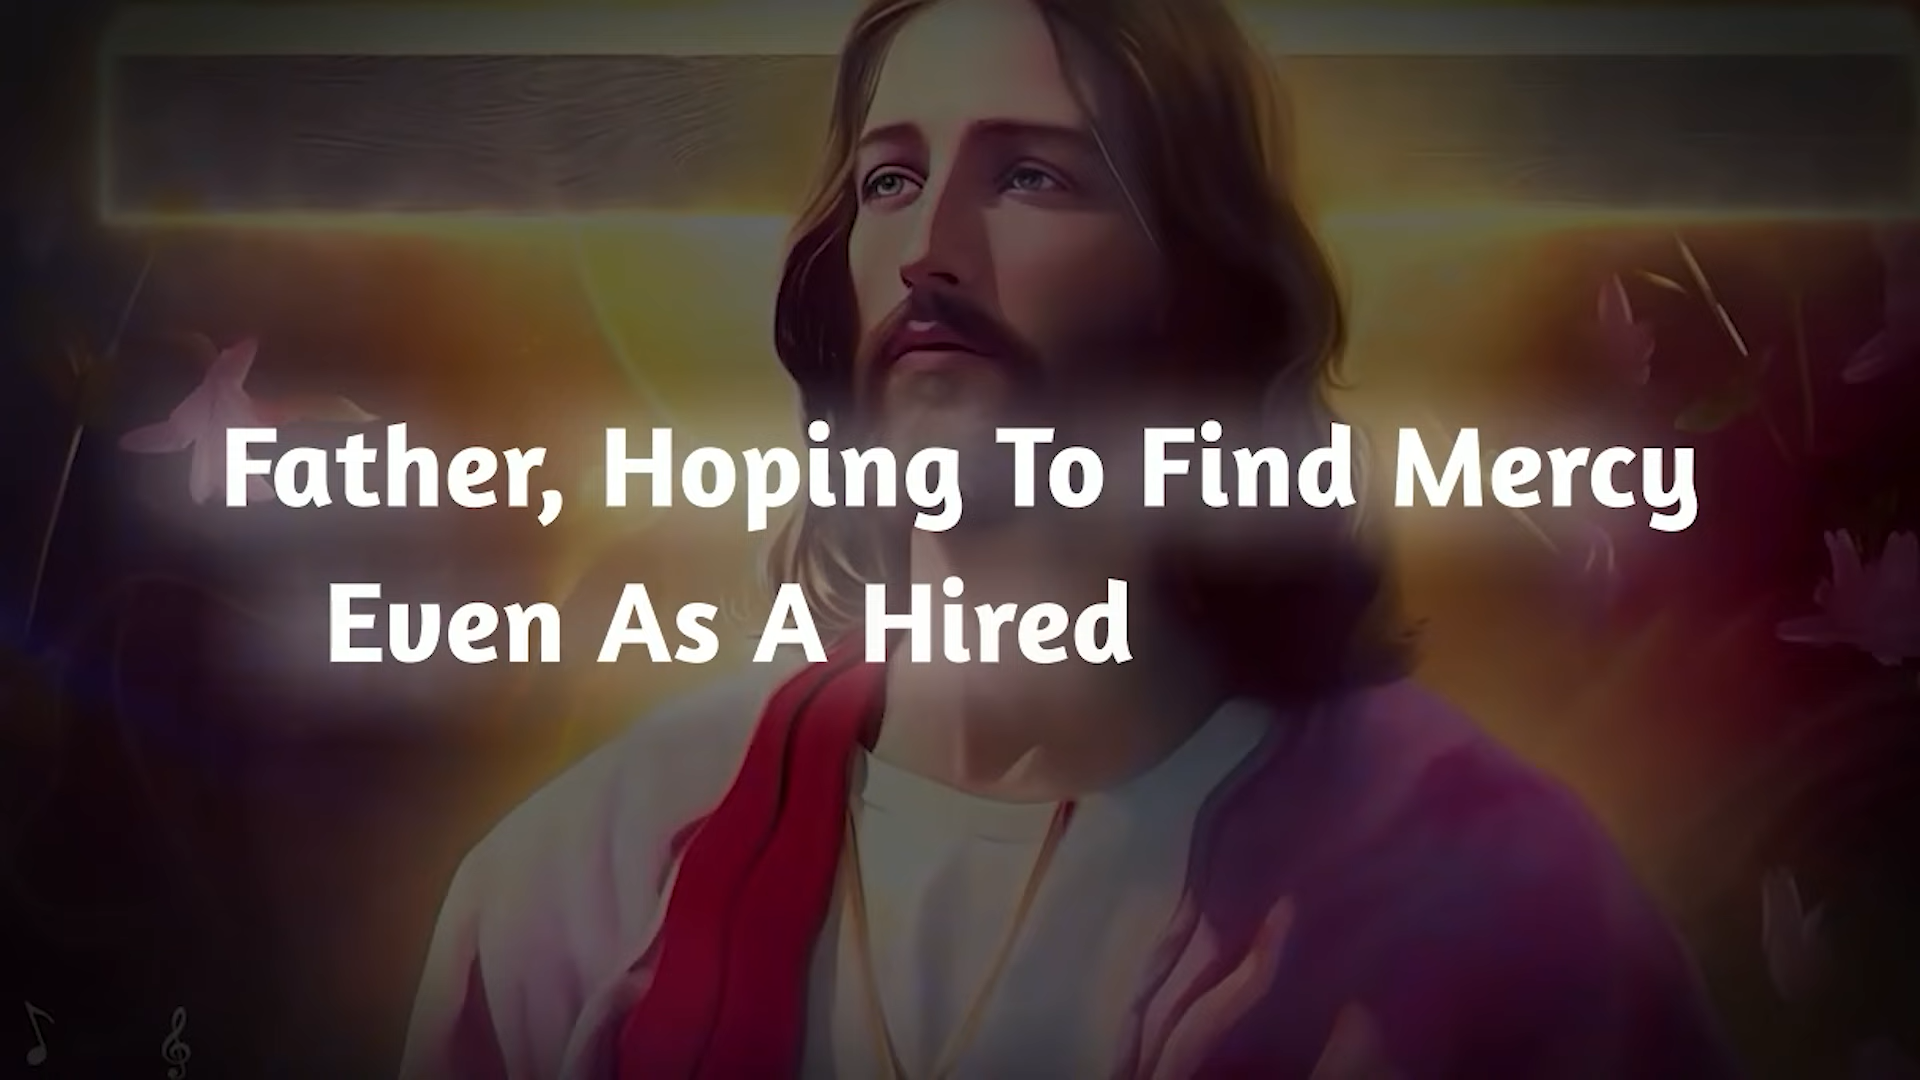 Father, Hoping To Find Mercy
Even As A Hired